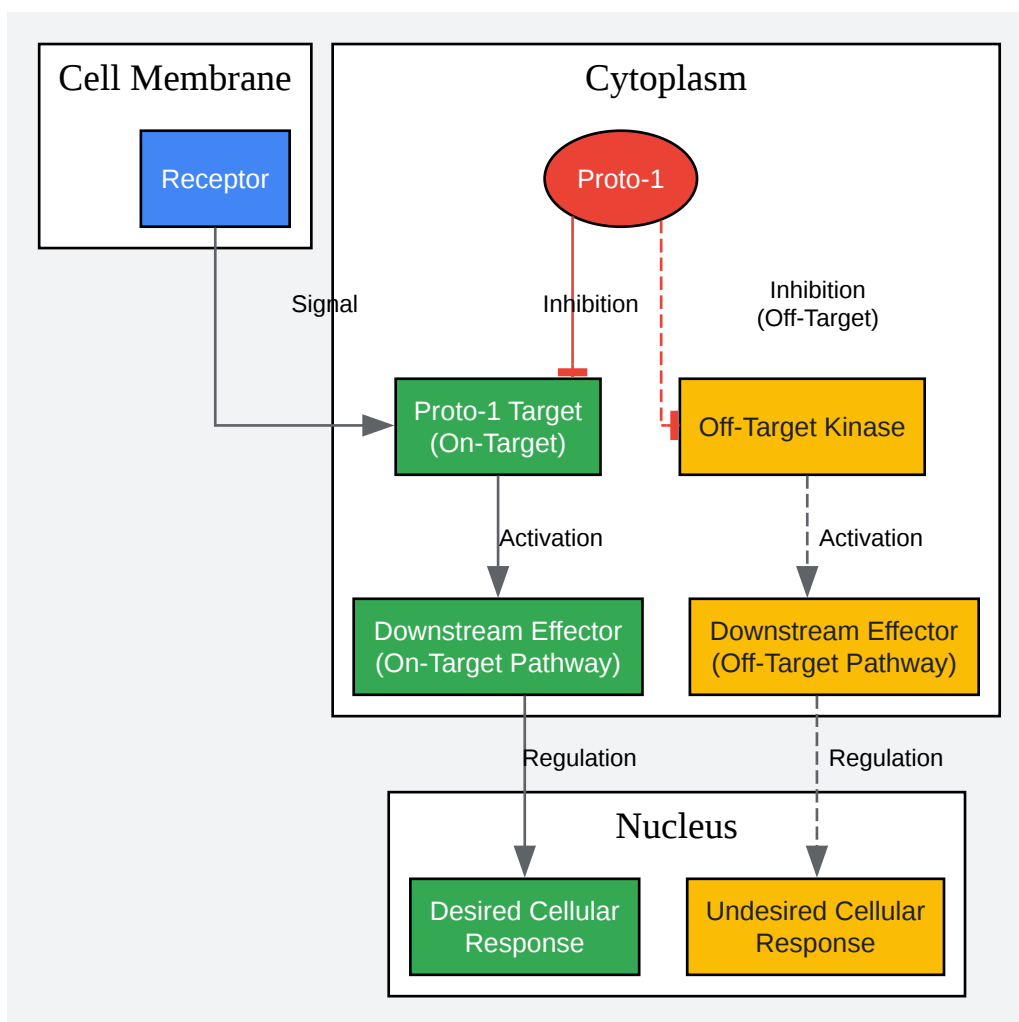 Cell Membrane
Cytoplasm
Receptor
Proto-1
Signal
Inhibition
Inhibition
(Off-Target)
Proto-1 Target
(On-Target)
Off-Target Kinase
Activation
Activation
Downstream Effector
(On-Target Pathway)
Downstream Effector
(Off-Target Pathway)
Regulation
Regulation
Nucleus
Desired Cellular
Response
Undesired Cellular
Response